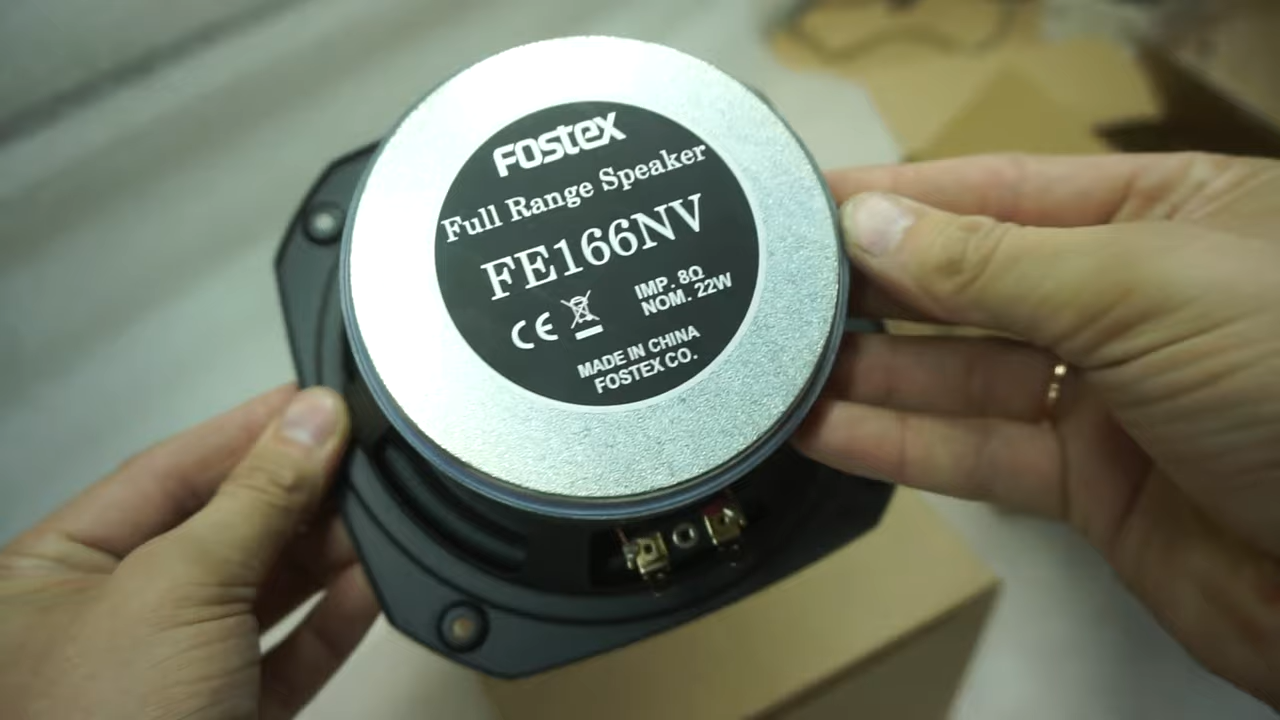 FOSTEX
Full Range Speaker
FE166NV
IMP. 8Ω
NOM. 22W
CE
MADE IN CHINA
FOSTEX CO.